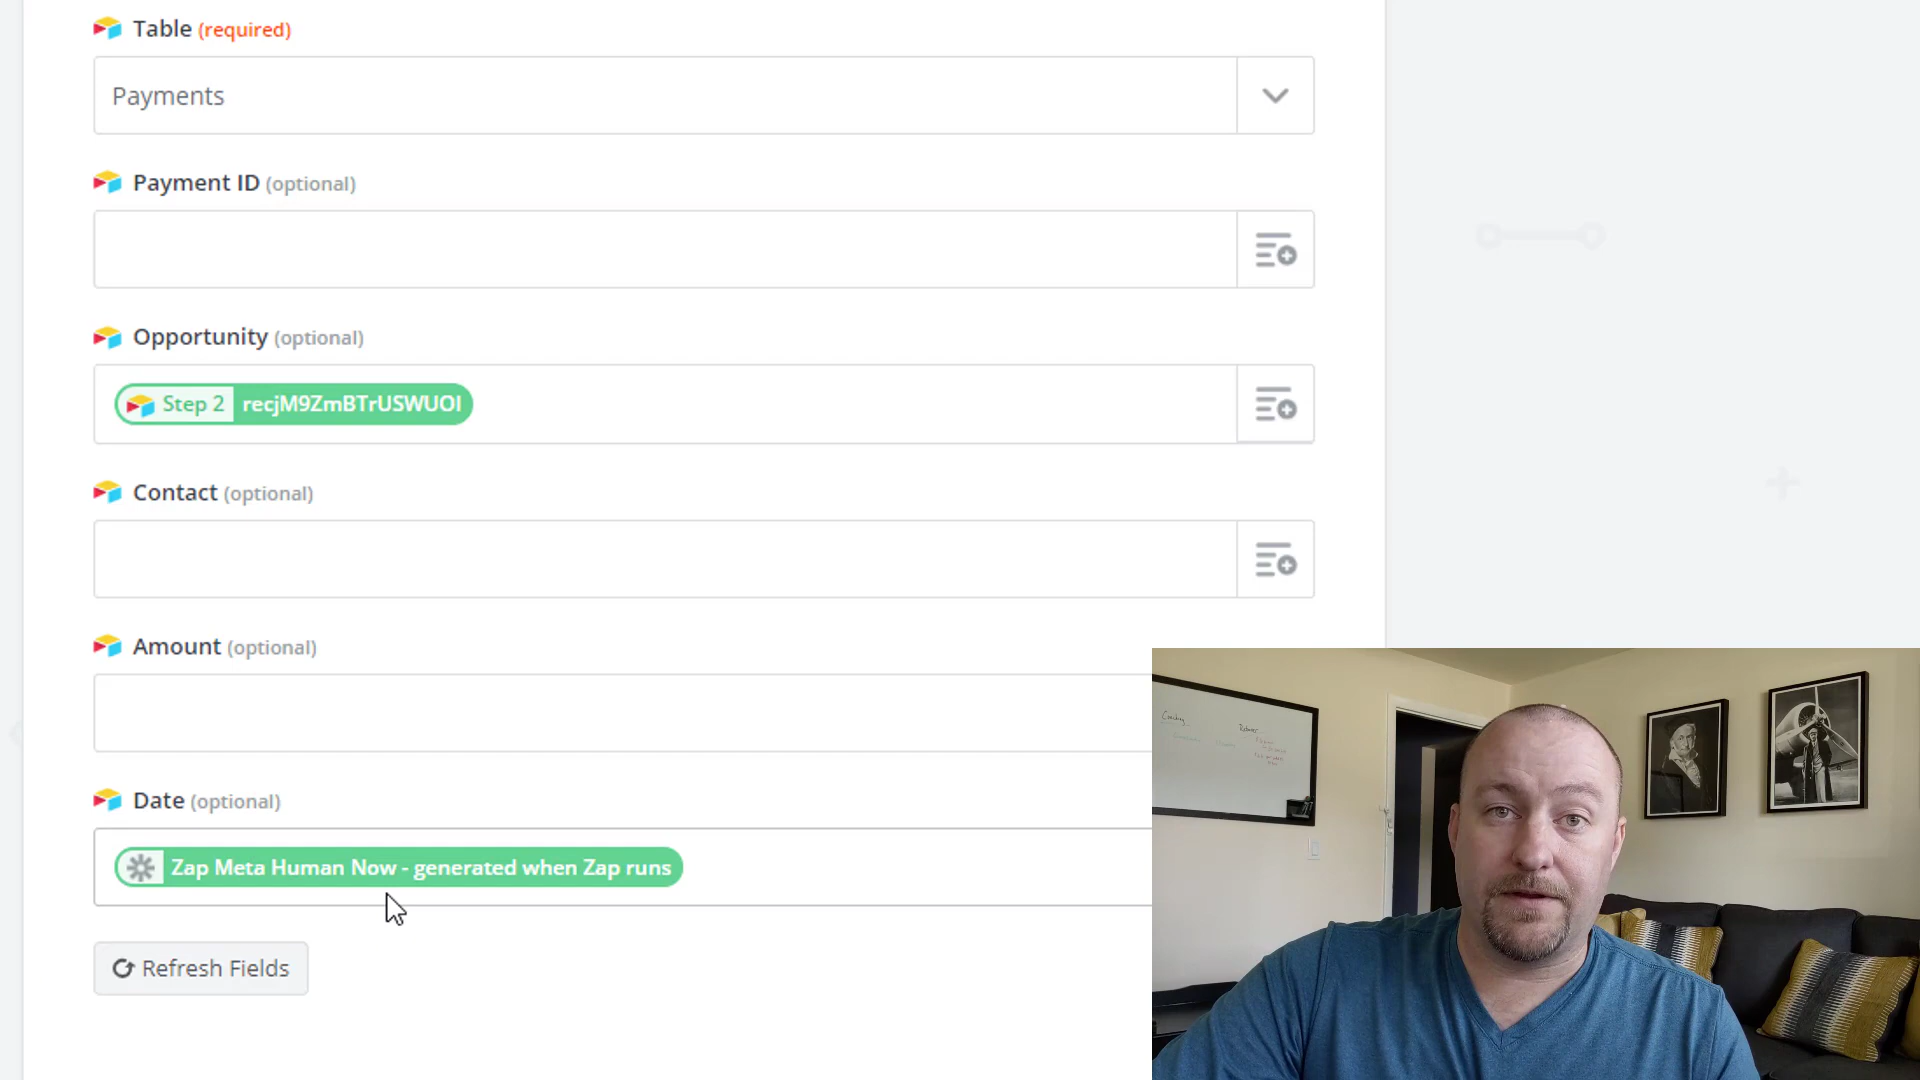 Table (required)
Payments
Payment ID (optional)
Opportunity (optional)
Step 2 recjM9ZmBTrUSWUOI
Contact (optional)
Amount (optional)
Date (optional)
Zap Meta Human Now - generated when Zap runs
Refresh Fields
Coaching